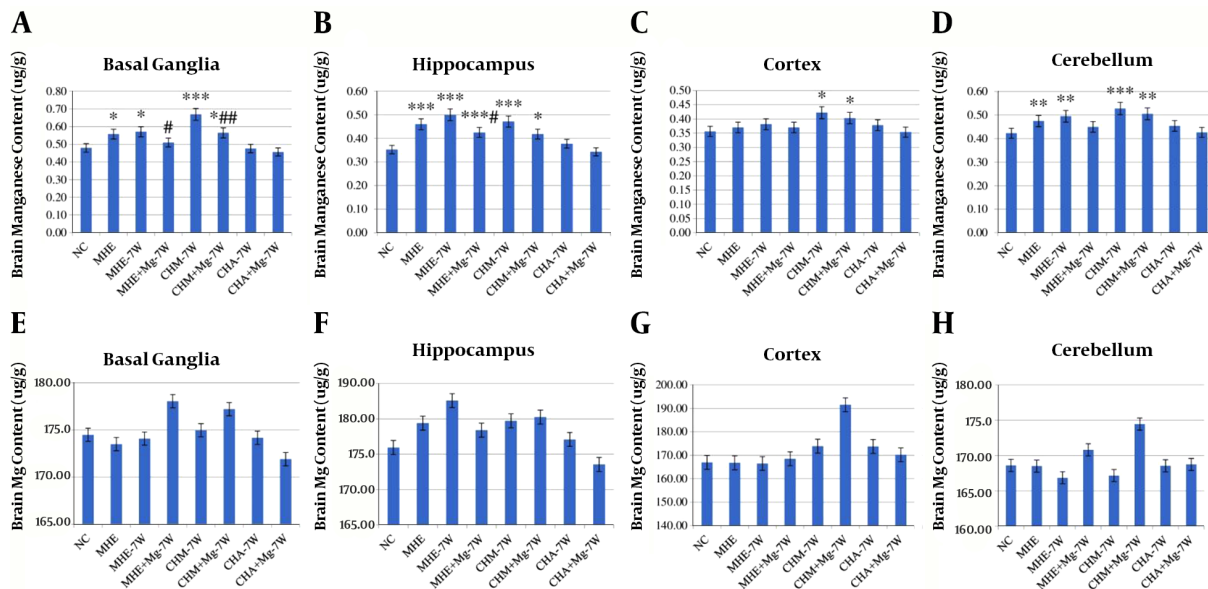 A
Basal Ganglia
Brain Manganese Content (ug/g)
0.80
0.70
0.60
0.50
0.40
0.30
0.20
0.10
0.00
*
*
#
***
*##
NC
MHE
MHE-7W
MHE+Mg-7W
CHM-7W
CHM+Mg-7W
CHA-7W
CHA+Mg-7W
B
Hippocampus
Brain Manganese Content (ug/g)
0.60
0.50
0.40
0.30
0.20
0.10
0.00
***
***
***#
***
*
NC
MHE
MHE-7W
MHE+Mg-7W
CHM-7W
CHM+Mg-7W
CHA-7W
CHA+Mg-7W
C
Cortex
Brain Manganese Content (ug/g)
0.50
0.45
0.40
0.35
0.30
0.25
0.20
0.15
0.10
0.05
0.00
*
*
NC
MHE
MHE-7W
MHE+Mg-7W
CHM-7W
CHM+Mg-7W
CHA-7W
CHA+Mg-7W
D
Cerebellum
Brain Manganese Content (ug/g)
0.60
0.50
0.40
0.30
0.20
0.10
0.00
**
**
***
**
NC
MHE
MHE-7W
MHE+Mg-7W
CHM-7W
CHM+Mg-7W
CHA-7W
CHA+Mg-7W
E
Basal Ganglia
Brain Mg Content (ug/g)
180.00
175.0
170.00
165.00
NC
MHE
MHE-7W
MHE+Mg-7W
CHM-7W
CHM+Mg-7W
CHA-7W
CHA+Mg-7W
F
Hippocampus
Brain Mg Content (ug/g)
190.00
180.00
175.0
170.00
165.00
NC
MHE
MHE-7W
MHE+Mg-7W
CHM-7W
CHM+Mg-7W
CHA-7W
CHA+Mg-7W
G
Cortex
Brain Mg Content (ug/g)
200.00
190.00
180.00
170.00
160.00
150.00
140.00
NC
MHE
MHE-7W
MHE+Mg-7W
CHM-7W
CHM+Mg-7W
CHA-7W
CHA+Mg-7W
H
Cerebellum
Brain Mg Content (ug/g)
180.00
175.0
170.00
165.00
160.00
NC
MHE
MHE-7W
MHE+Mg-7W
CHM-7W
CHM+Mg-7W
CHA-7W
CHA+Mg-7W